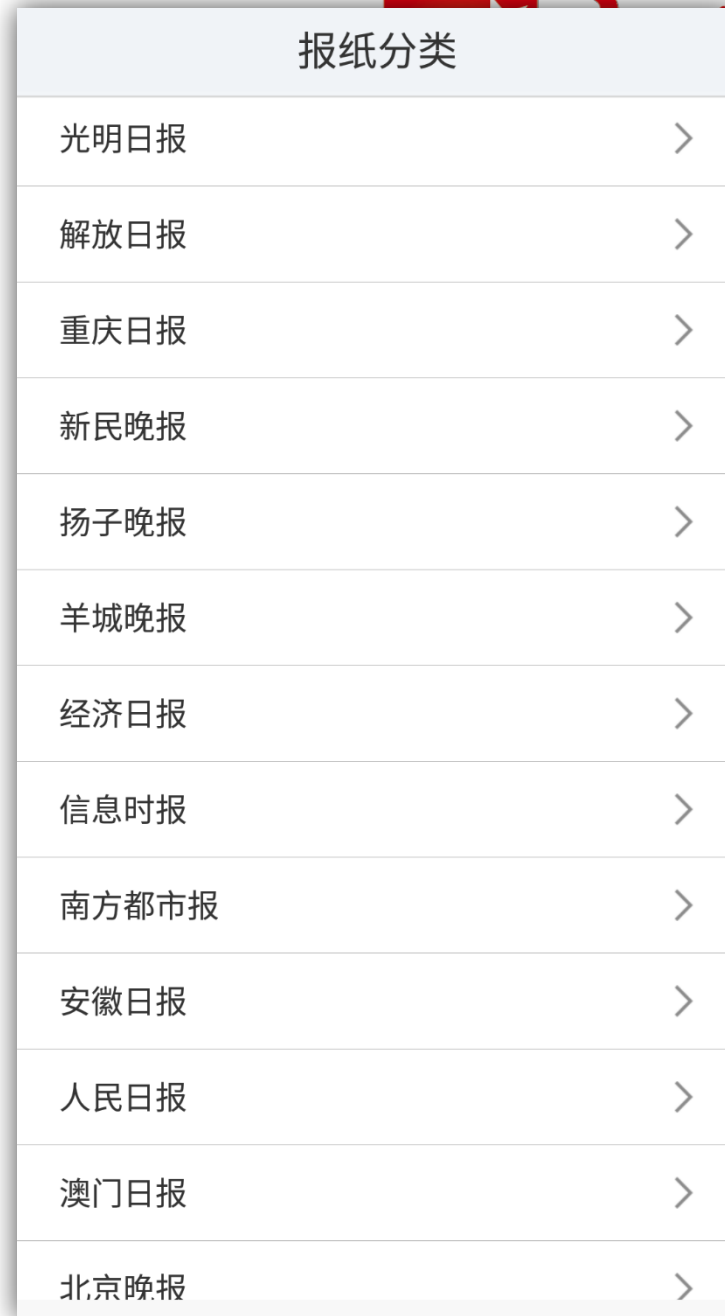 报纸分类
光明日报
解放日报
重庆日报
新民晚报
扬子晚报
羊城晚报
经济日报
信息时报
南方都市报
安徽日报
人民日报
澳门日报
北京晚报